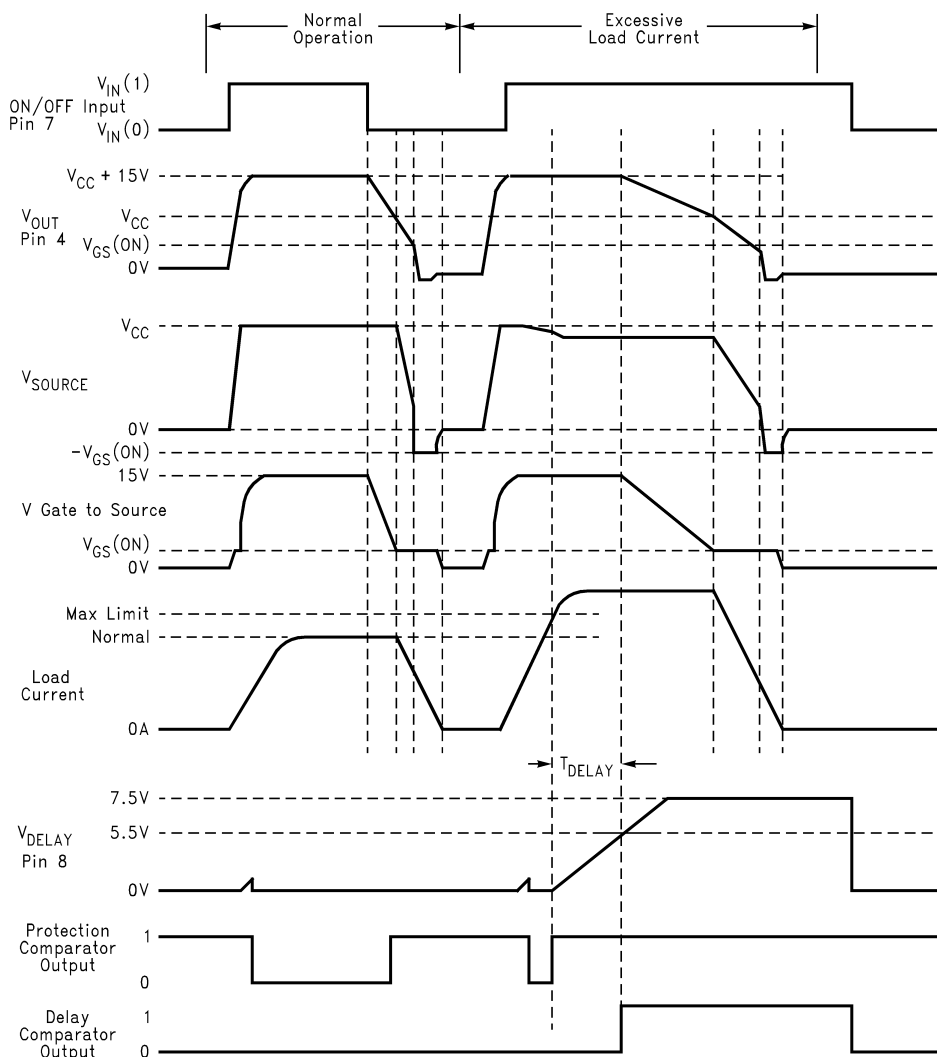 Normal
Operation
Excessive
Load Current
V_IN(1)
ON/OFF Input
Pin 7
V_IN(0)
V_CC + 15V
V_OUT
Pin 4
V_CC
V_GS(ON)
0V
V_CC
V_SOURCE
0V
-V_GS(ON)
15V
V Gate to Source
V_GS(ON)
0V
Max Limit
Normal
Load
Current
0A
T_DELAY
7.5V
V_DELAY
Pin 8
5.5V
0V
Protection
Comparator
Output
1
0
Delay
Comparator
Output
1
0